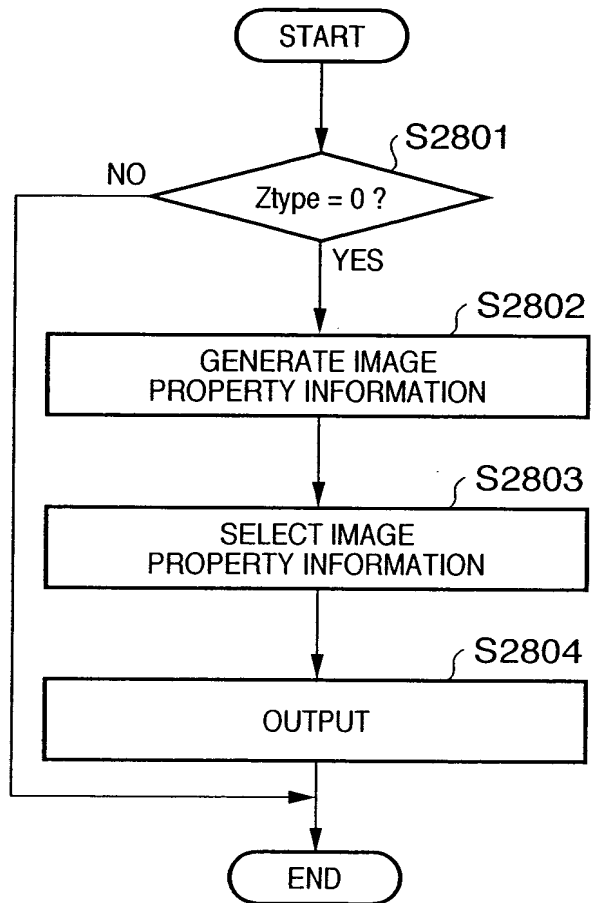 START
S2801
NO
Ztype = 0 ?
YES
S2802
GENERATE IMAGE
PROPERTY INFORMATION
S2803
SELECT IMAGE
PROPERTY INFORMATION
S2804
OUTPUT
END